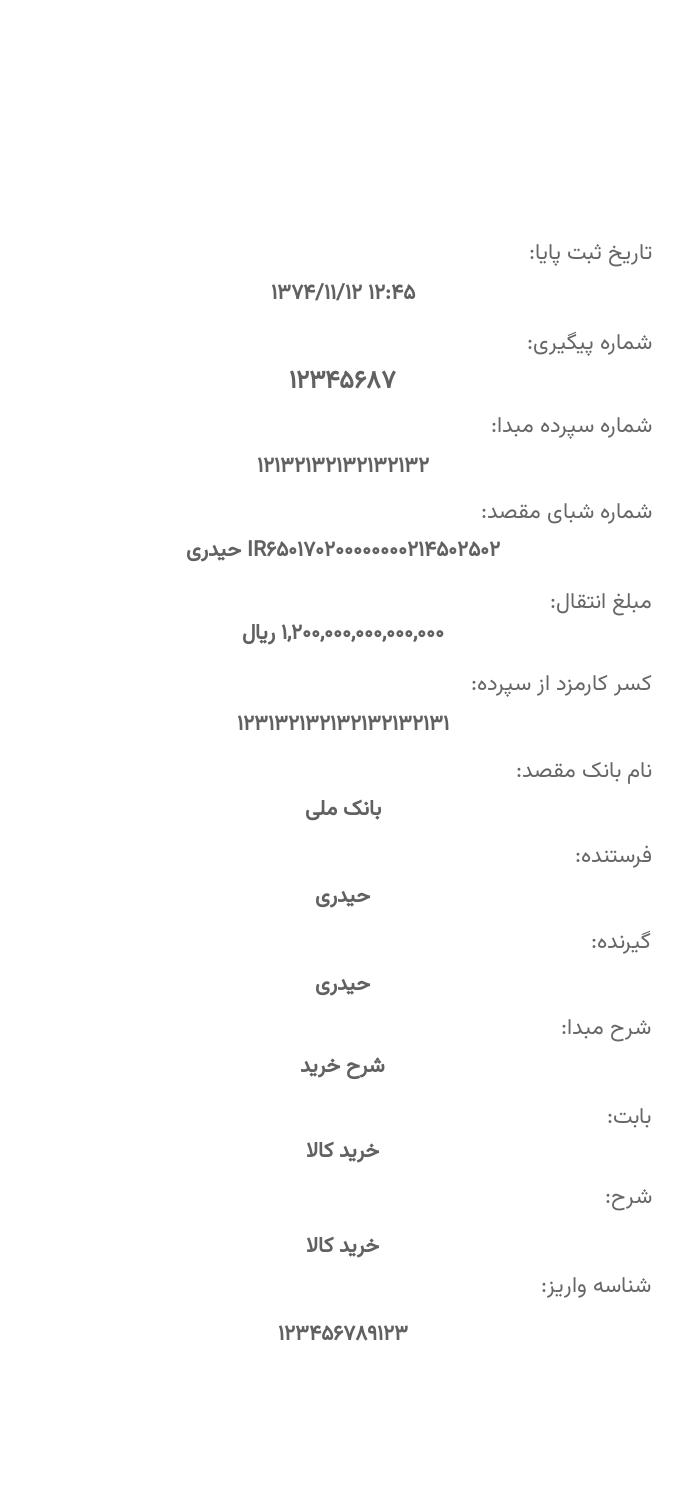 تاریخ ثبت پایا:
۱۳۷۴/۱۱/۱۲ ۱۲:۴۵
شماره پیگیری:
۱۲۳۴۵۶۸۷
شماره سپرده مبدا:
۱۲۱۳۲۱۳۲۱۳۲۱۳۲۱۳۲
شماره شبای مقصد:
IR۶۵۰۱۷۰۲۰۰۰۰۰۰۰۰۰۲۱۴۵۰۲۵۰۲ حیدری
مبلغ انتقال:
۱,۲۰۰,۰۰۰,۰۰۰,۰۰۰,۰۰۰ ریال
کسر کارمزد از سپرده:
۱۲۳۱۳۲۱۳۲۱۳۲۱۳۲۱۳۲۱۳۱
نام بانک مقصد:
بانک ملی
فرستنده:
حیدری
گیرنده:
حیدری
شرح مبدا:
شرح خرید
بابت:
خرید کالا
شرح:
خرید کالا
شناسه واریز:
۱۲۳۴۵۶۷۸۹۱۲۳